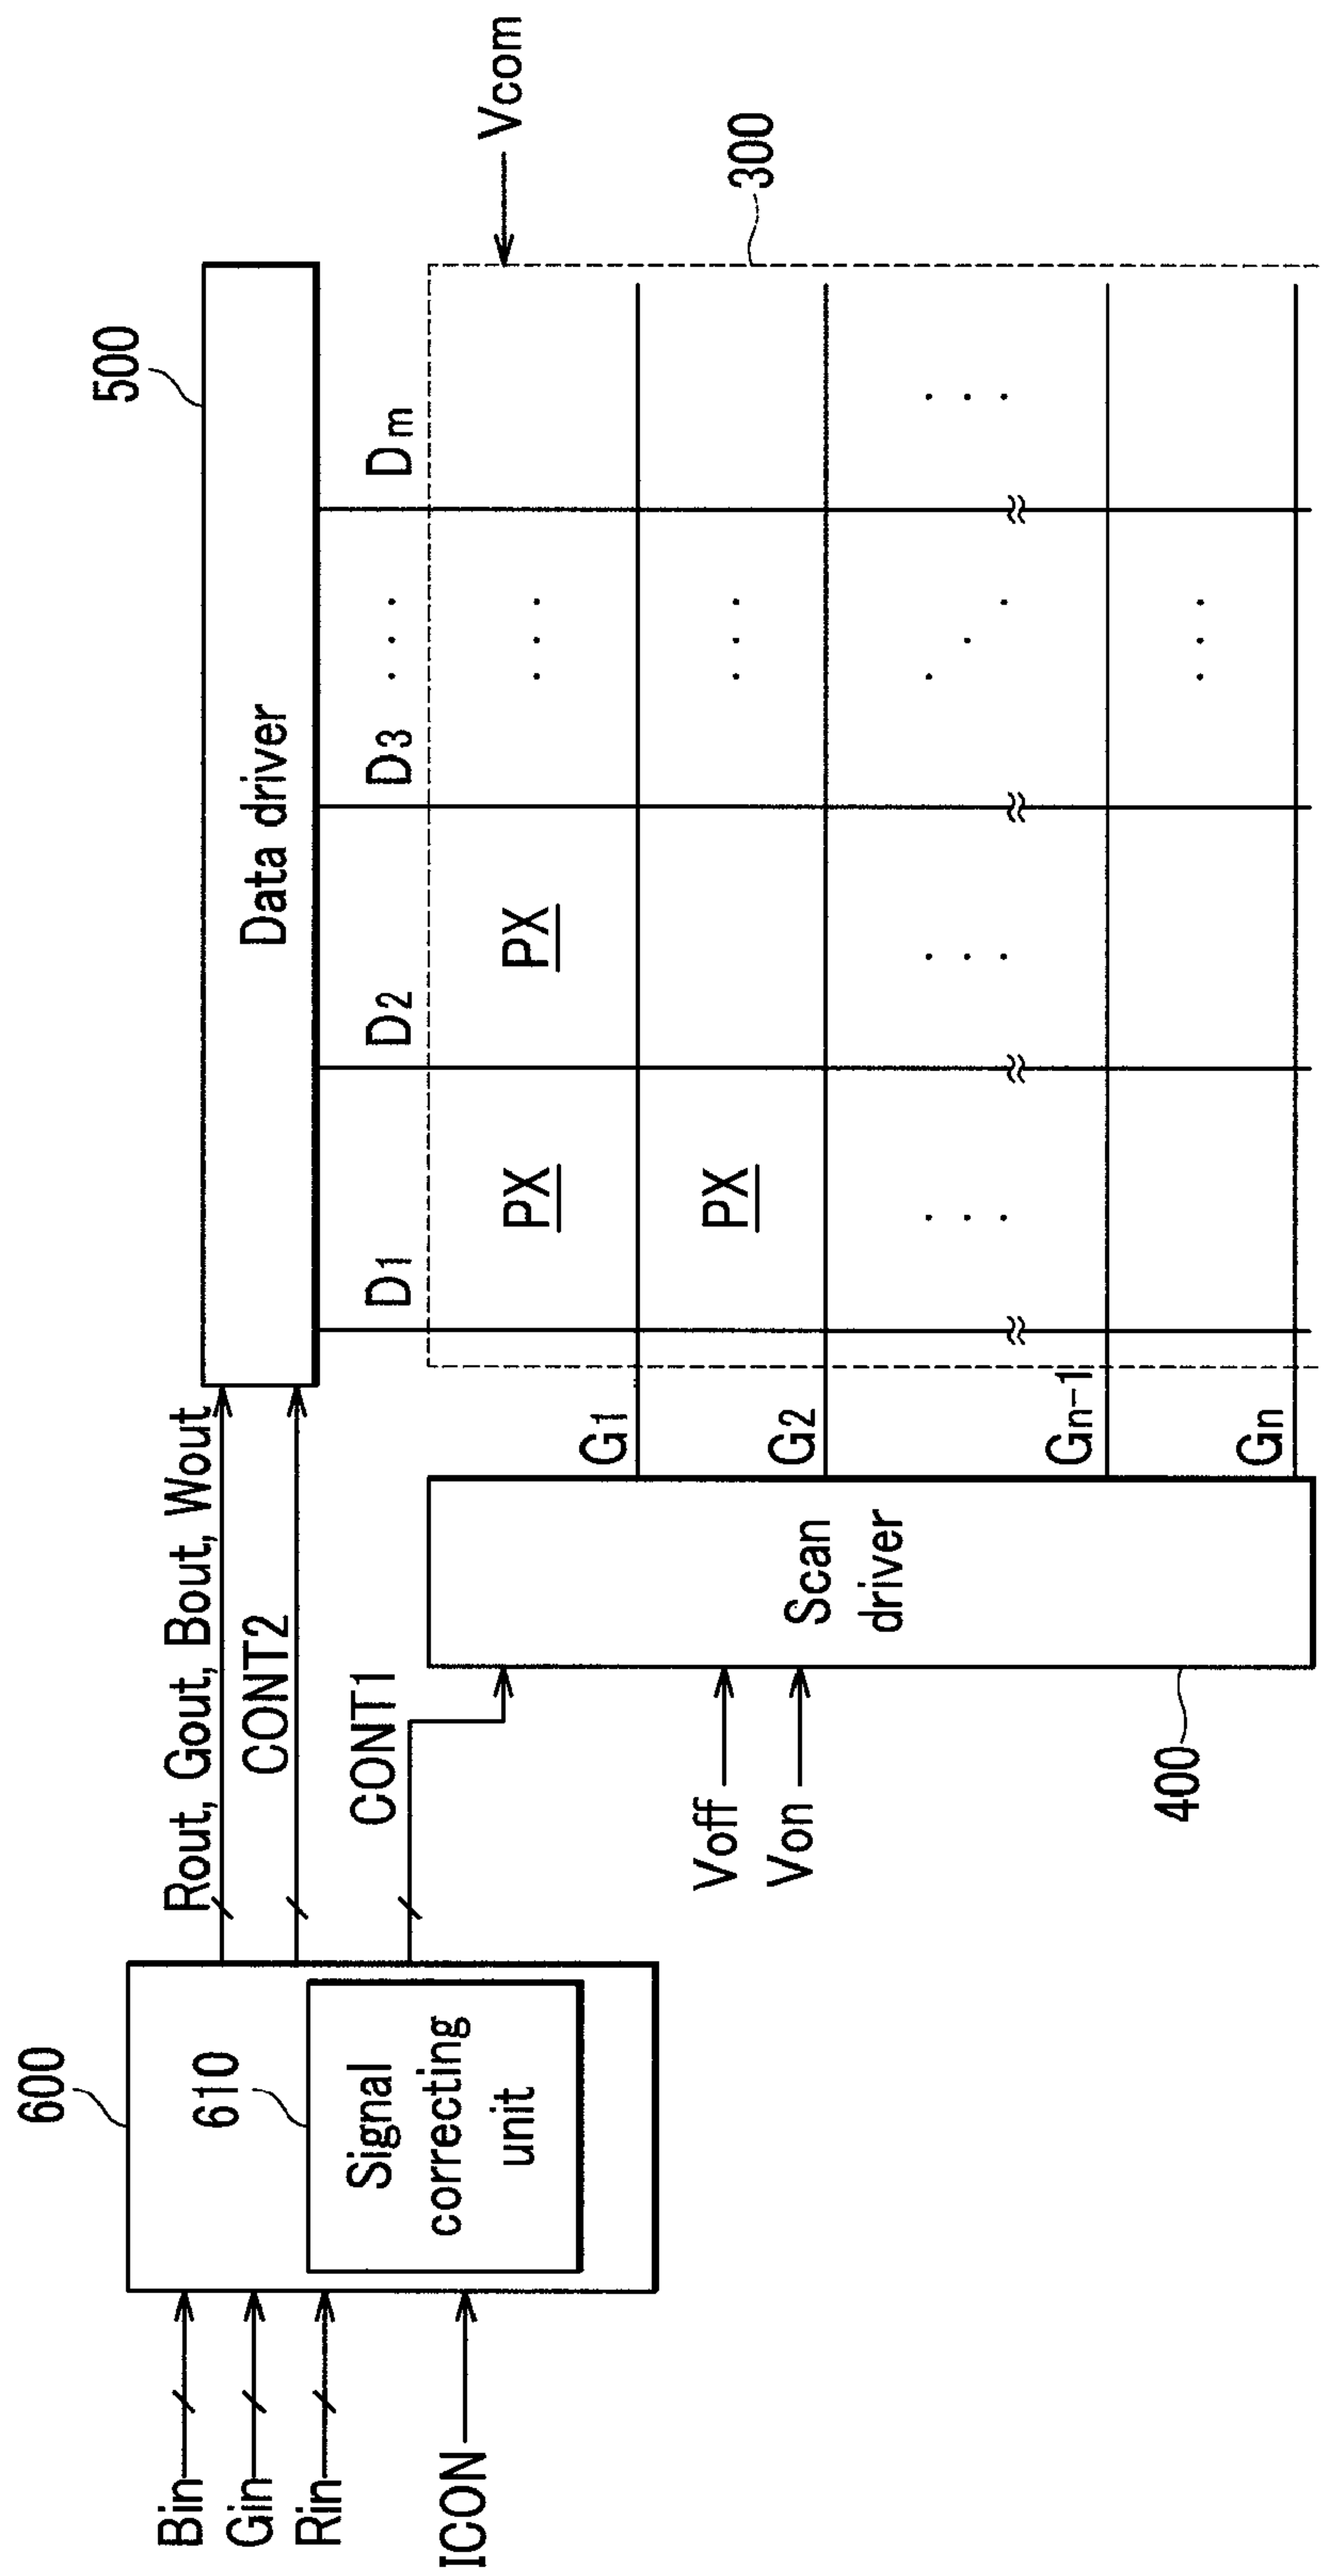 600
610
Signal
correcting
unit
Bin
Gin
Rin
ICON
Rout, Gout, Bout, Wout
CONT2
CONT1
500
Data driver
D1
D2
D3
Dm
Vcom
300
PX
PX
PX
G1
G2
Gn-1
Gn
Scan
driver
Voff
Von
400